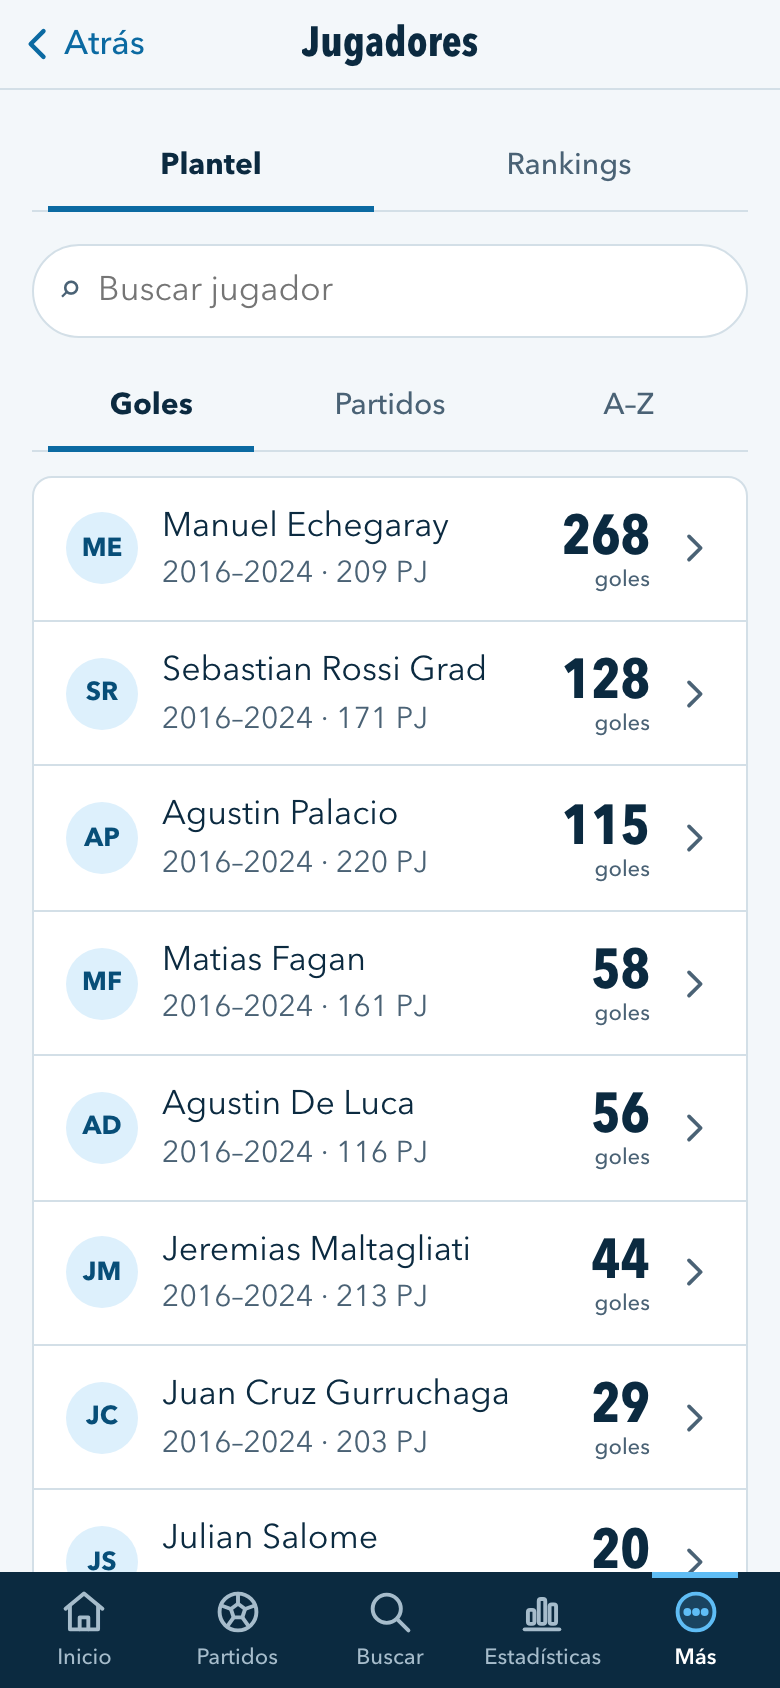 Atrás
Jugadores
Plantel
Rankings
Buscar jugador
Goles
Partidos
A–Z
ME
Manuel Echegaray
2016–2024 · 209 PJ
268
goles
SR
Sebastian Rossi Grad
2016–2024 · 171 PJ
128
goles
AP
Agustin Palacio
2016–2024 · 220 PJ
115
goles
MF
Matias Fagan
2016–2024 · 161 PJ
58
goles
AD
Agustin De Luca
2016–2024 · 116 PJ
56
goles
JM
Jeremias Maltagliati
2016–2024 · 213 PJ
44
goles
JC
Juan Cruz Gurruchaga
2016–2024 · 203 PJ
29
goles
JS
Julian Salome
20
Inicio
Partidos
Buscar
Estadísticas
Más